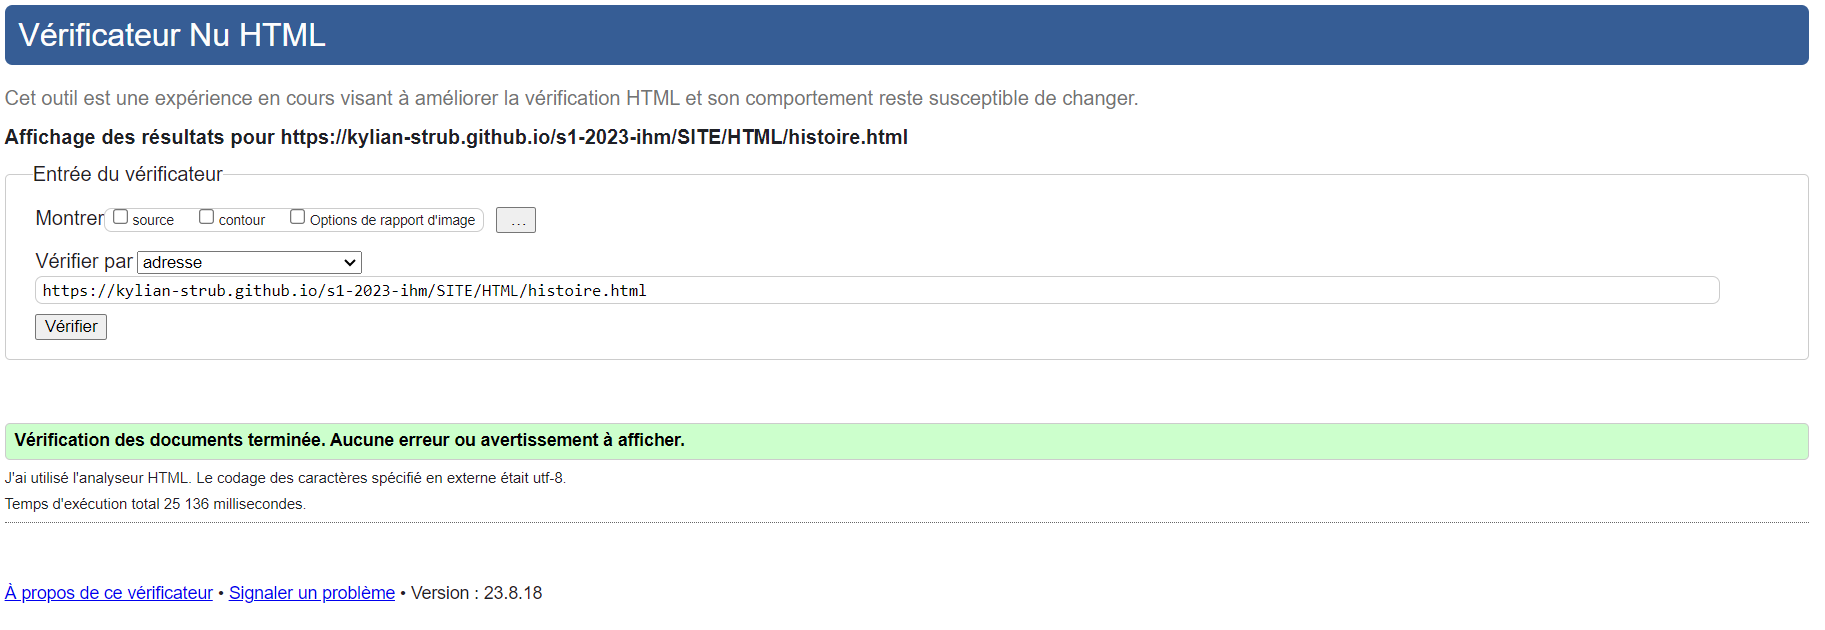 Vérificateur Nu HTML
Cet outil est une expérience en cours visant à améliorer la vérification HTML et son comportement reste susceptible de changer.
Affichage des résultats pour https://kylian-strub.github.io/s1-2023-ihm/SITE/HTML/histoire.html
Entrée du vérificateur
Montrer source contour Options de rapport d'image ...
Vérifier par adresse
https://kylian-strub.github.io/s1-2023-ihm/SITE/HTML/histoire.html
Vérifier
Vérification des documents terminée. Aucune erreur ou avertissement à afficher.
J'ai utilisé l'analyseur HTML. Le codage des caractères spécifié en externe était utf-8.
Temps d'exécution total 25 136 millisecondes.
À propos de ce vérificateur • Signaler un problème • Version : 23.8.18